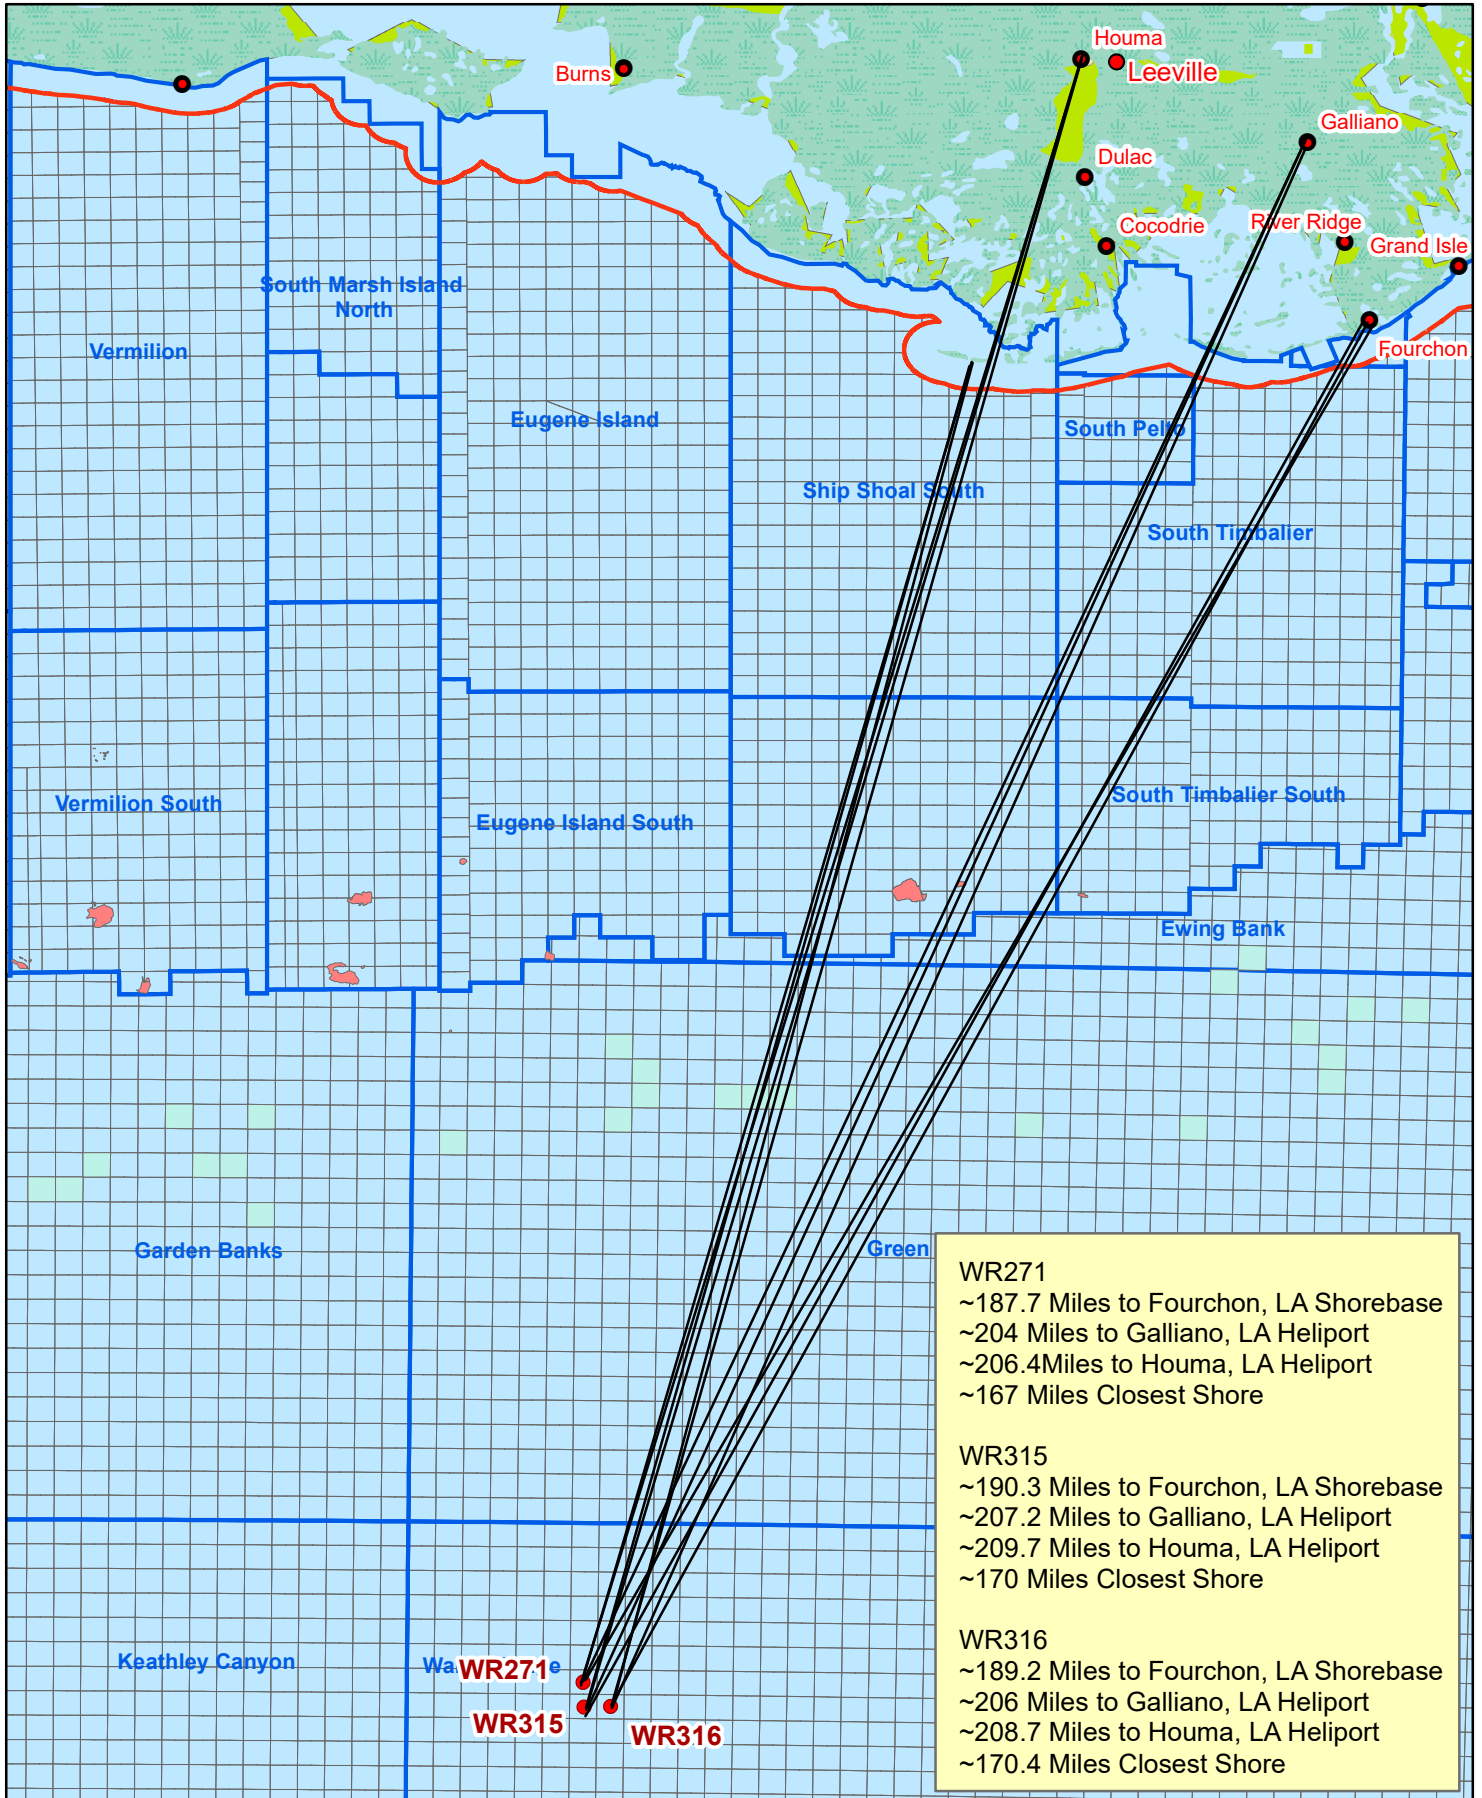 Houma
Leeville
Burns
Galliano
Dulac
Cocodrie
River Ridge
Grand Isle
Fourchon
South Marsh Island
North
Vermilion
Eugene Island
South Pelto
Ship Shoal South
South Timbalier
Vermilion South
Eugene Island South
South Timbalier South
Ewing Bank
Garden Banks
Green
Keathley Canyon
WR271
WR315
WR316
WR271
~187.7 Miles to Fourchon, LA Shorebase
~204 Miles to Galliano, LA Heliport
~206.4Miles to Houma, LA Heliport
~167 Miles Closest Shore
WR315
~190.3 Miles to Fourchon, LA Shorebase
~207.2 Miles to Galliano, LA Heliport
~209.7 Miles to Houma, LA Heliport
~170 Miles Closest Shore
WR316
~189.2 Miles to Fourchon, LA Shorebase
~206 Miles to Galliano, LA Heliport
~208.7 Miles to Houma, LA Heliport
~170.4 Miles Closest Shore